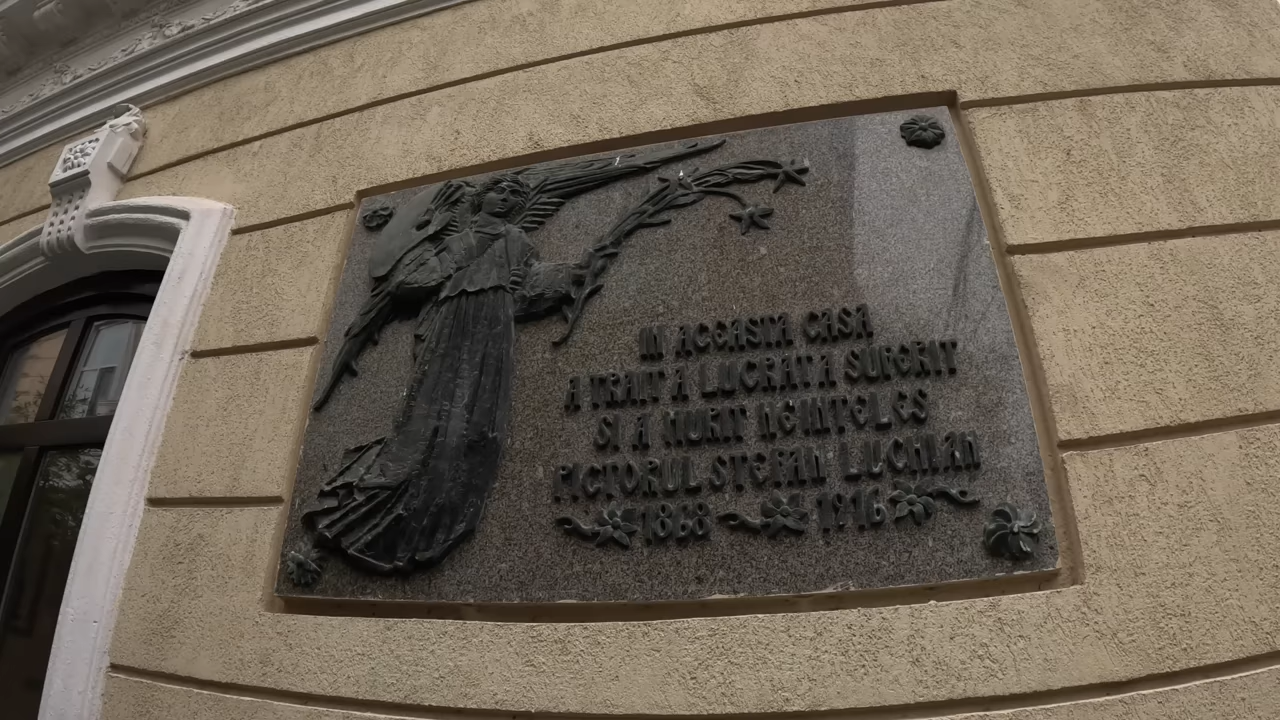 IN ACEASTA CASA
A TRAIT A LUCRAT A SUFERIT
SI A MURIT NEINTELES
PICTORUL STEFAN LUCHIAN
1868 1916